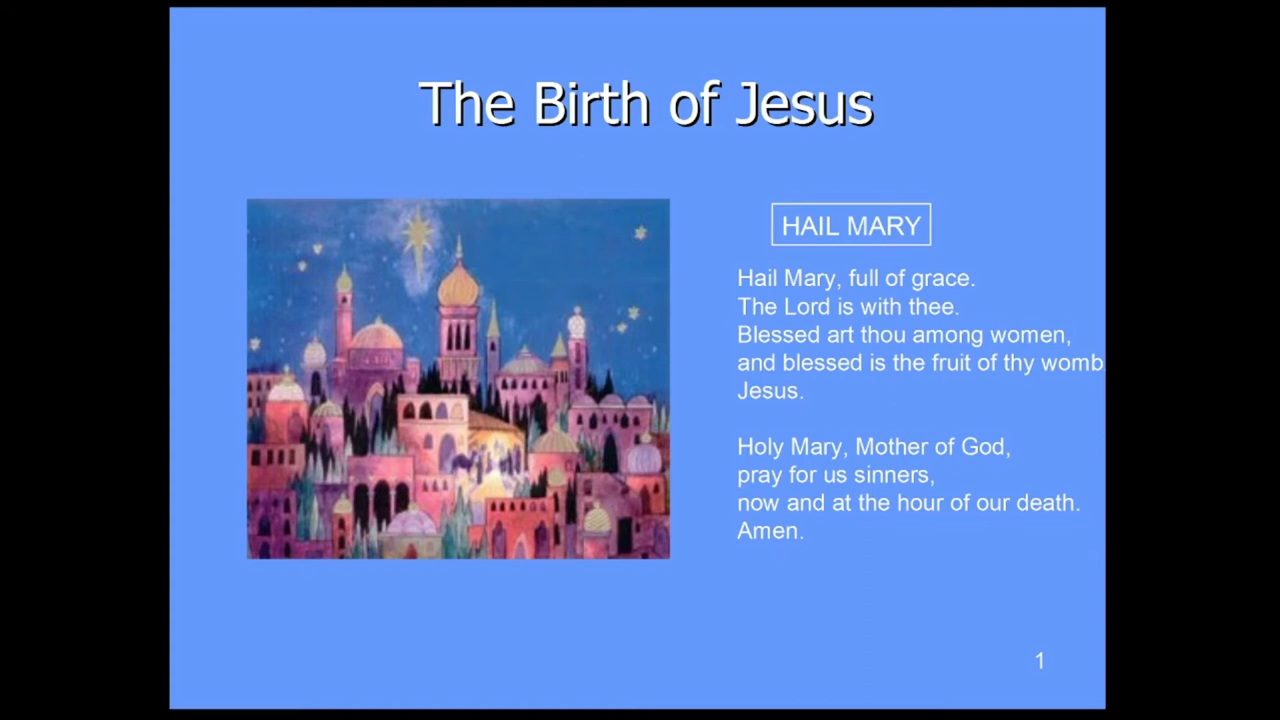 The Birth of Jesus
HAIL MARY
Hail Mary, full of grace.
The Lord is with thee.
Blessed art thou among women,
and blessed is the fruit of thy womb
Jesus.
Holy Mary, Mother of God,
pray for us sinners,
now and at the hour of our death.
Amen.
1